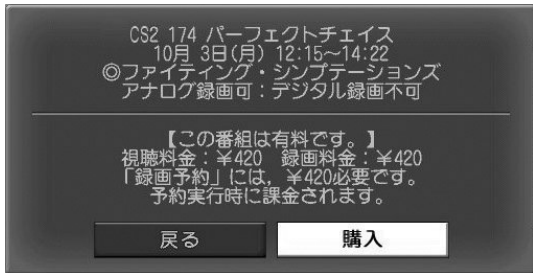 CS2 174 パーフェクトチェイス
10月 3日(月) 12:15～14:22
◎ファイティング・シンプテーションズ
アナログ録画可：デジタル録画不可
【この番組は有料です。】
視聴料金：￥420 録画料金：￥420
「録画予約」には，￥420必要です。
予約実行時に課金されます。
戻る 購入